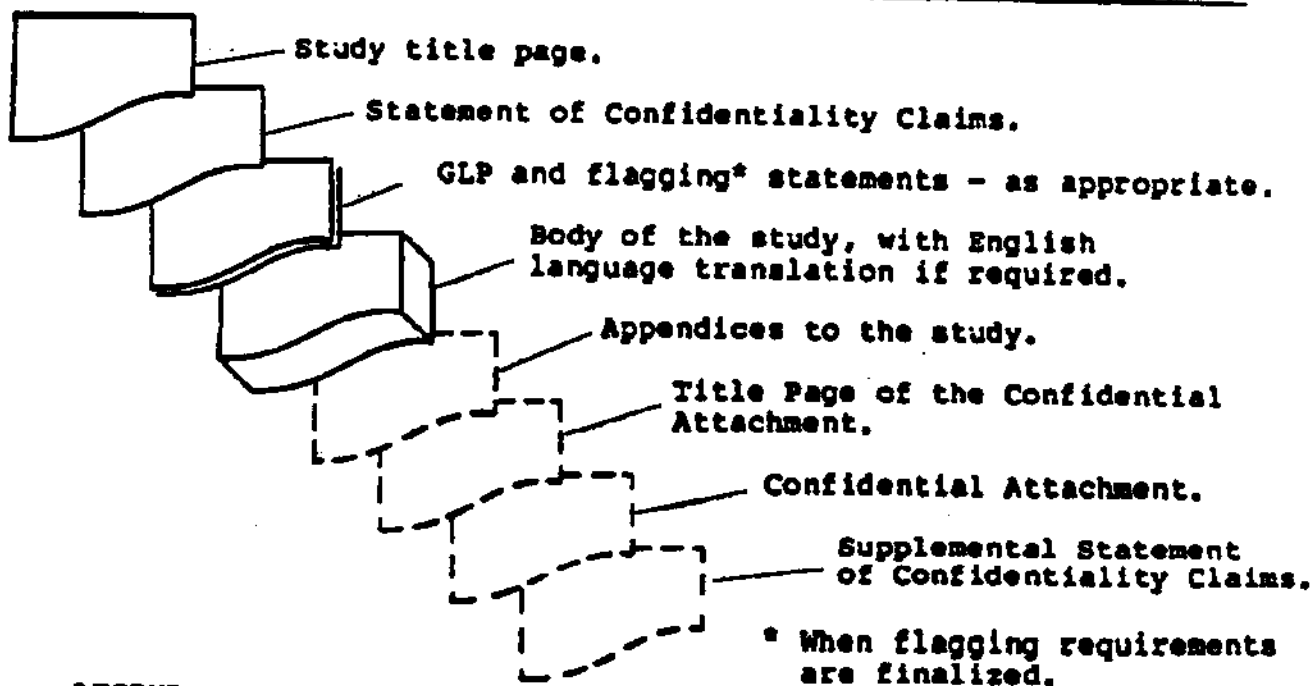 Study title page.
Statement of Confidentiality Claims.
GLP and flagging* statements - as appropriate.
Body of the study, with English
language translation if required.
Appendices to the study.
Title Page of the Confidential
Attachment.
Confidential Attachment.
Supplemental Statement
of Confidentiality Claims.
* When flagging requirements
are finalized.